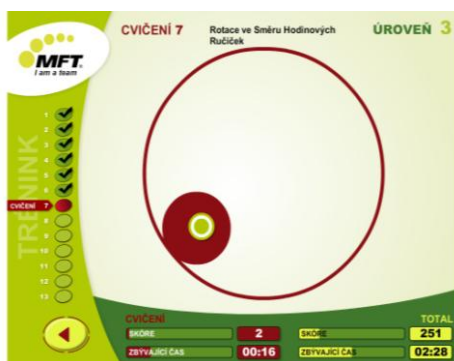 MFT.
I am a team
CVIČENÍ 7
Rotace ve Směru Hodinových
Ručiček
ÚROVEŇ 3
TRÉNINK
1
2
3
4
5
6
CVIČENÍ 7
8
9
10
11
12
13
CVIČENÍ
TOTAL
SKÓRE
2
SKÓRE
251
ZBÝVAJÍCÍ ČAS
00:16
ZBÝVAJÍCÍ ČAS
02:28